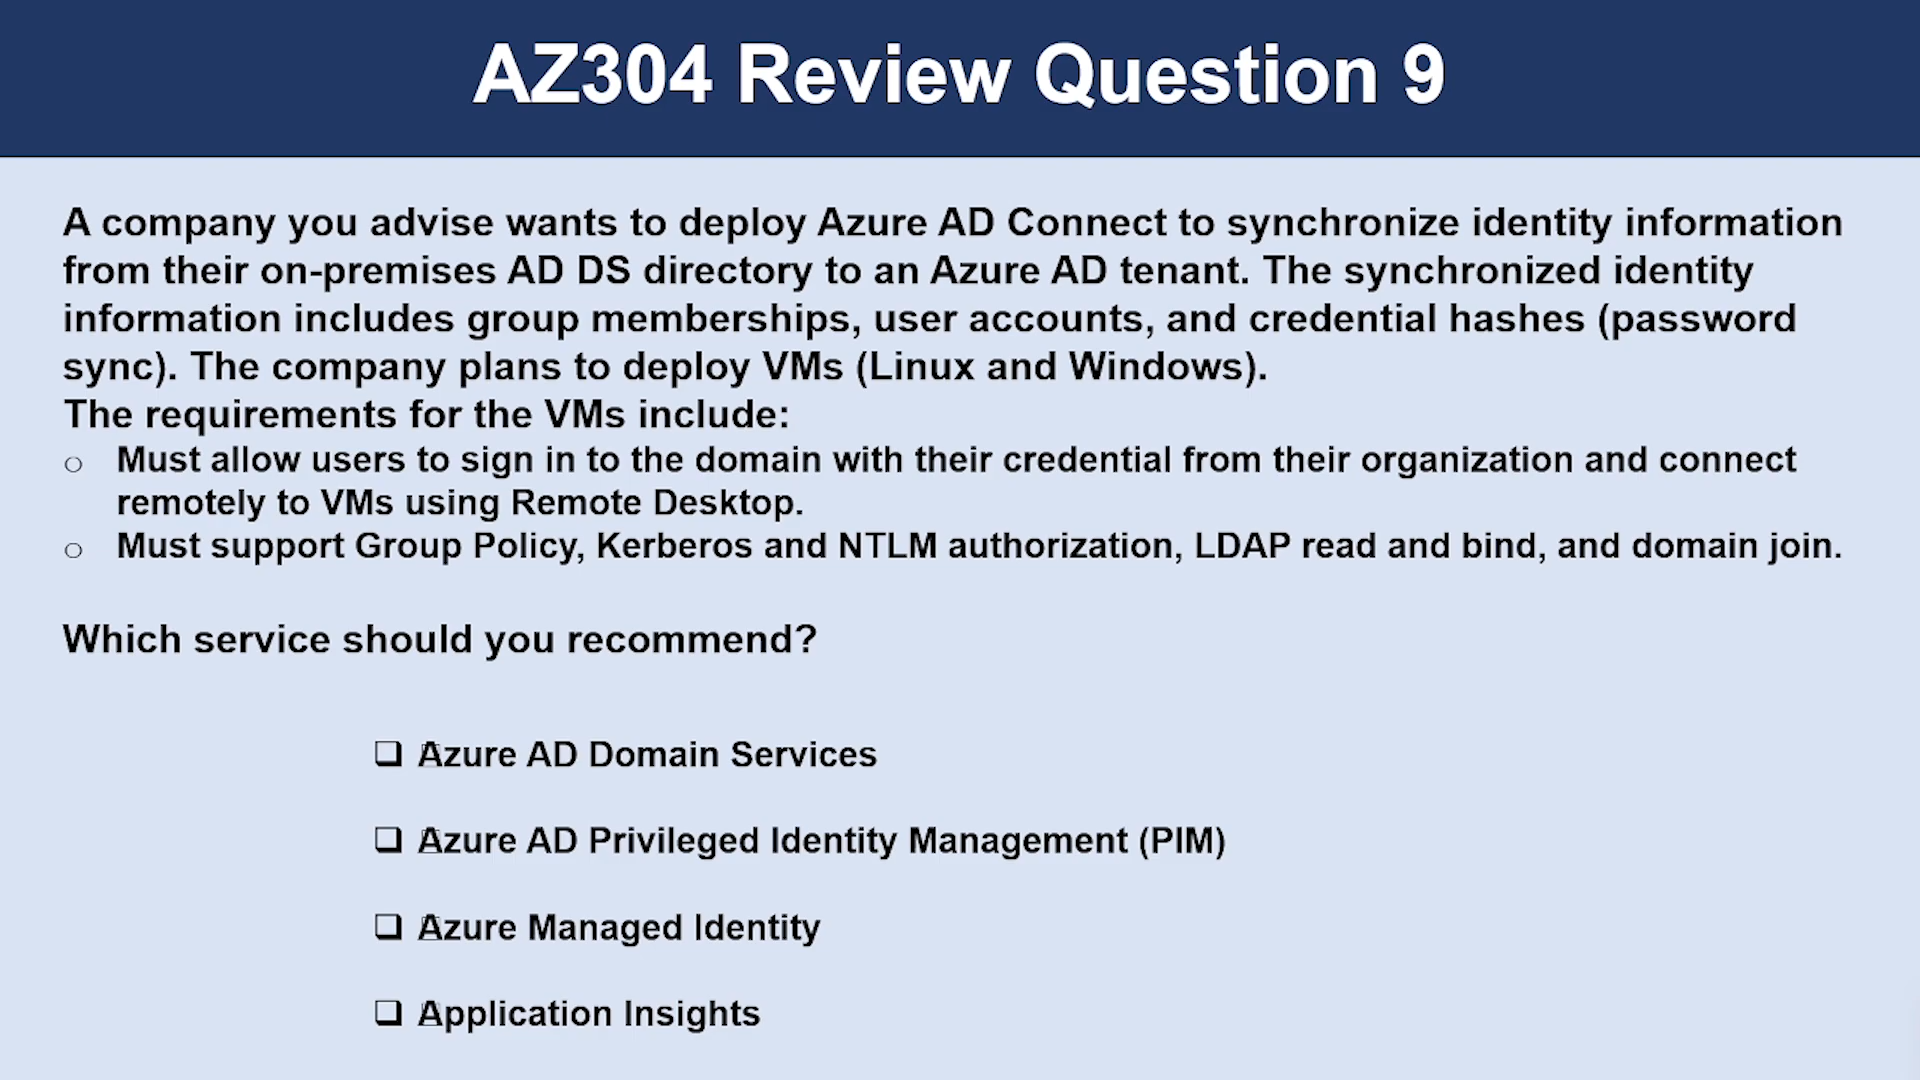 AZ304 Review Question 9
A company you advise wants to deploy Azure AD Connect to synchronize identity information
from their on-premises AD DS directory to an Azure AD tenant. The synchronized identity
information includes group memberships, user accounts, and credential hashes (password
sync). The company plans to deploy VMs (Linux and Windows).
The requirements for the VMs include:
○ Must allow users to sign in to the domain with their credential from their organization and connect
remotely to VMs using Remote Desktop.
○ Must support Group Policy, Kerberos and NTLM authorization, LDAP read and bind, and domain join.
Which service should you recommend?
❑ Azure AD Domain Services
❑ Azure AD Privileged Identity Management (PIM)
❑ Azure Managed Identity
❑ Application Insights